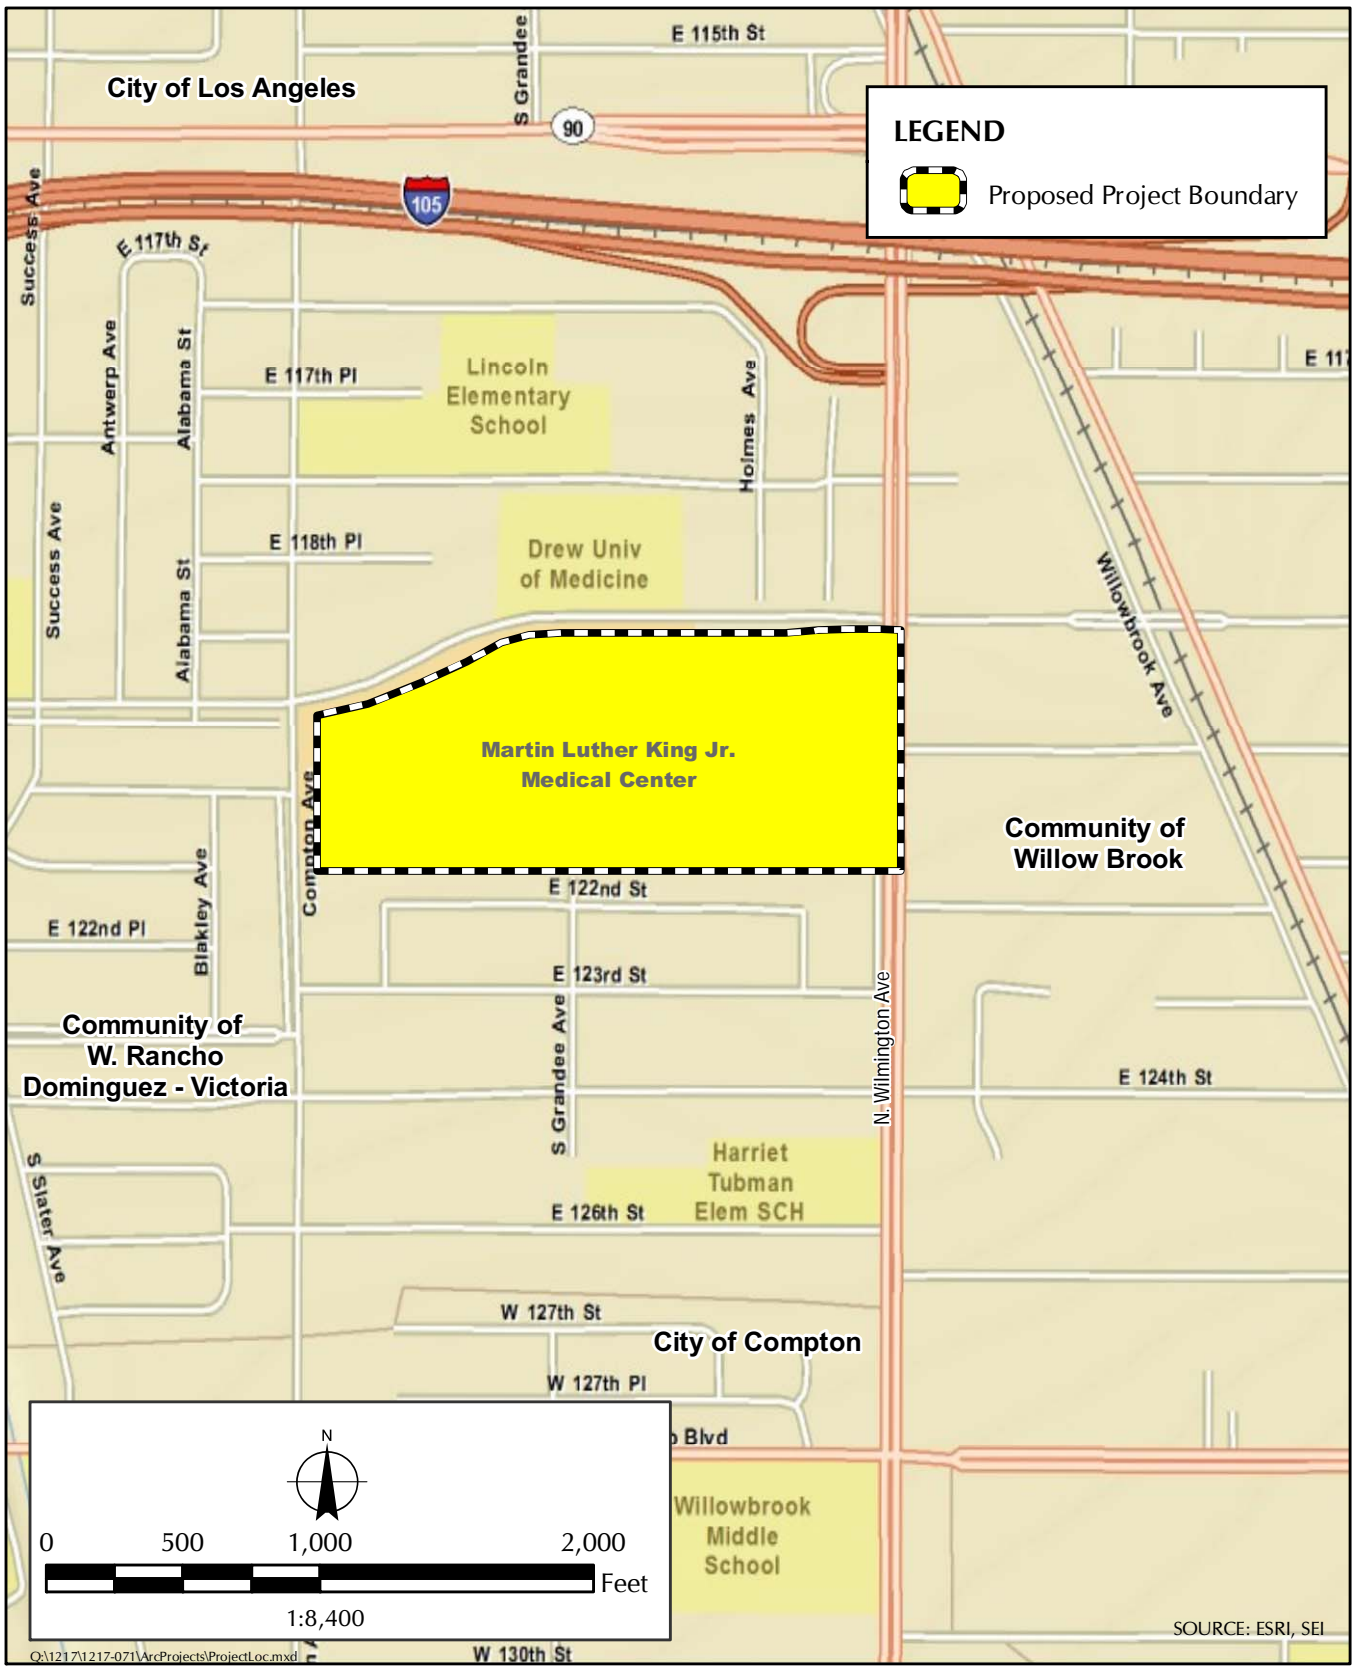 E 115th St
S Grandee
City of Los Angeles
90
LEGEND
Proposed Project Boundary
105
Success Ave
E 117th St
Antwerp Ave
Alabama St
E 117th Pl
Lincoln
Elementary
School
Holmes Ave
E 117
Success Ave
E 118th Pl
Alabama St
Drew Univ
of Medicine
Willowbrook Ave
Martin Luther King Jr.
Medical Center
Compton Ave
Community of
Willow Brook
Blakley Ave
E 122nd St
E 122nd Pl
E 123rd St
N. Wilmington Ave
S Grandee Ave
Community of
W. Rancho
Dominguez - Victoria
E 124th St
S Slater Ave
Harriet
Tubman
Elem SCH
E 126th St
W 127th St
City of Compton
W 127th Pl
Blvd
N
0 500 1,000 2,000
Feet
1:8,400
Willowbrook
Middle
School
SOURCE: ESRI, SEI
W 130th St
Q:\1217\1217-071\ArcProjects\ProjectLoc.mxd